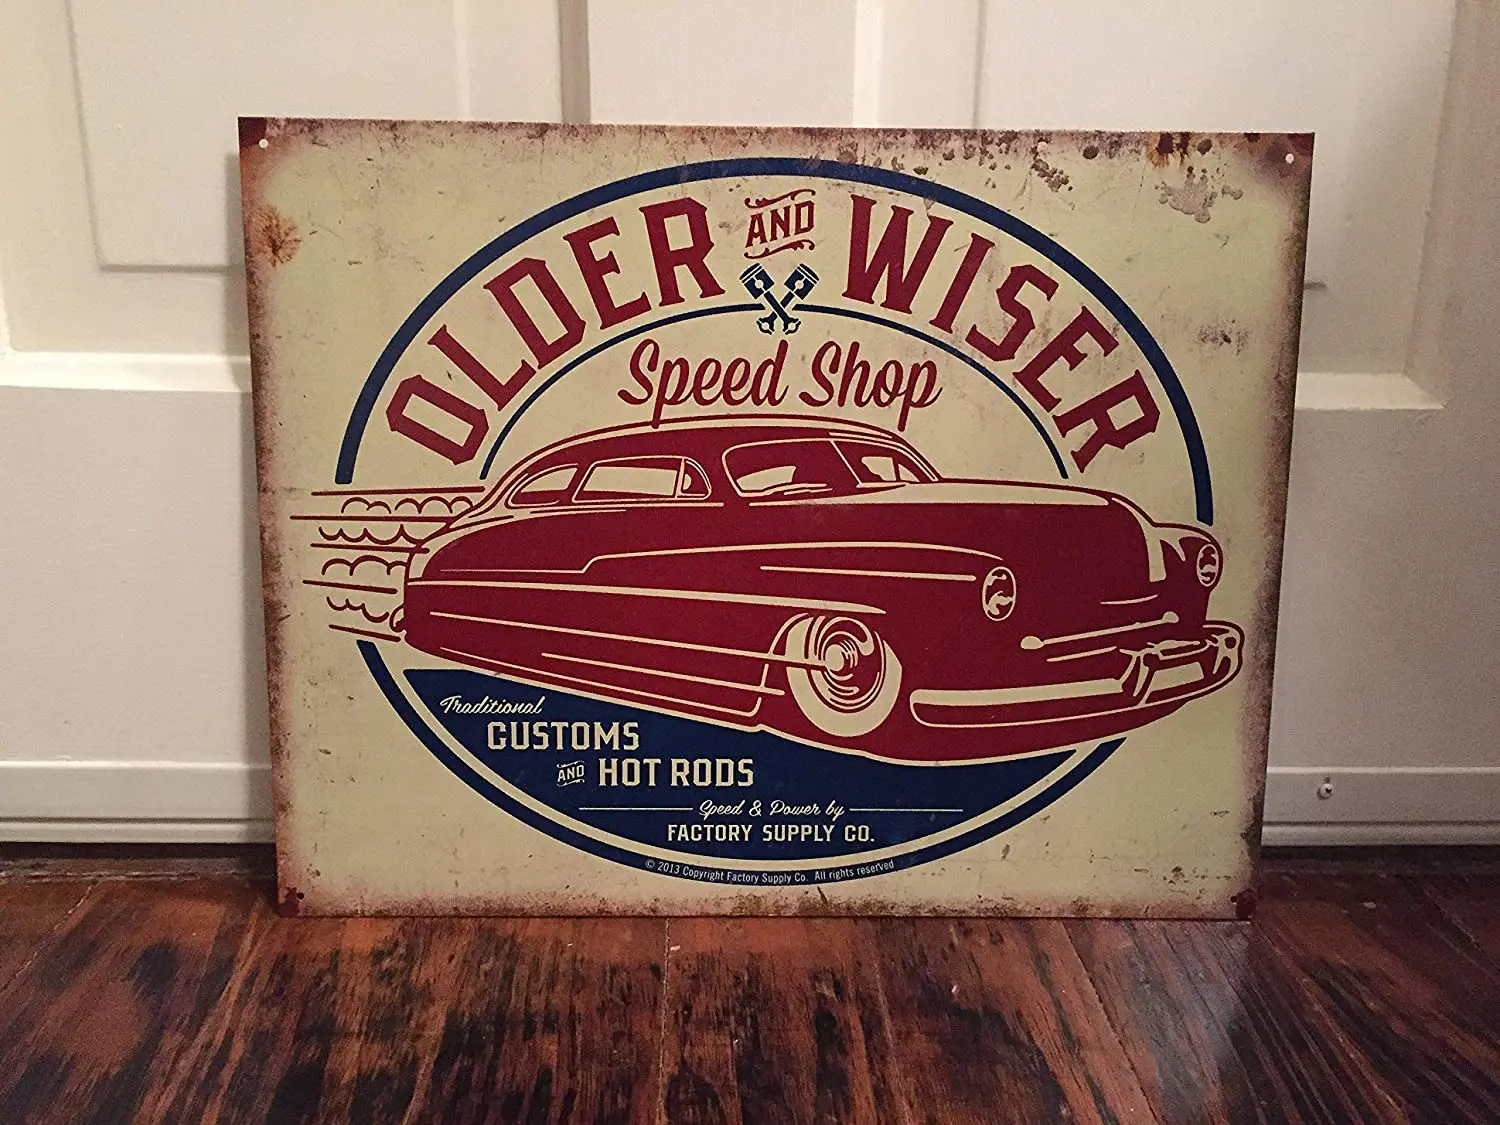 OLDER AND WISER
Speed Shop
Traditional
CUSTOMS
AND HOT RODS
Speed & Power by
FACTORY SUPPLY CO.
© 2013 Copyright Factory Supply Co. All rights reserved